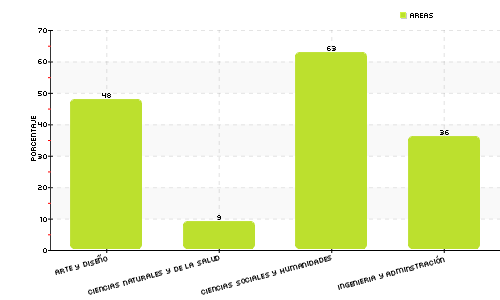 AREAS
70
60
50
40
30
20
10
0
PORCENTAJE
48
9
63
36
ARTE Y DISEÑO
CIENCIAS NATURALES Y DE LA SALUD
CIENCIAS SOCIALES Y HUMANIDADES
INGENIERIA Y ADMINSTRACIÓN